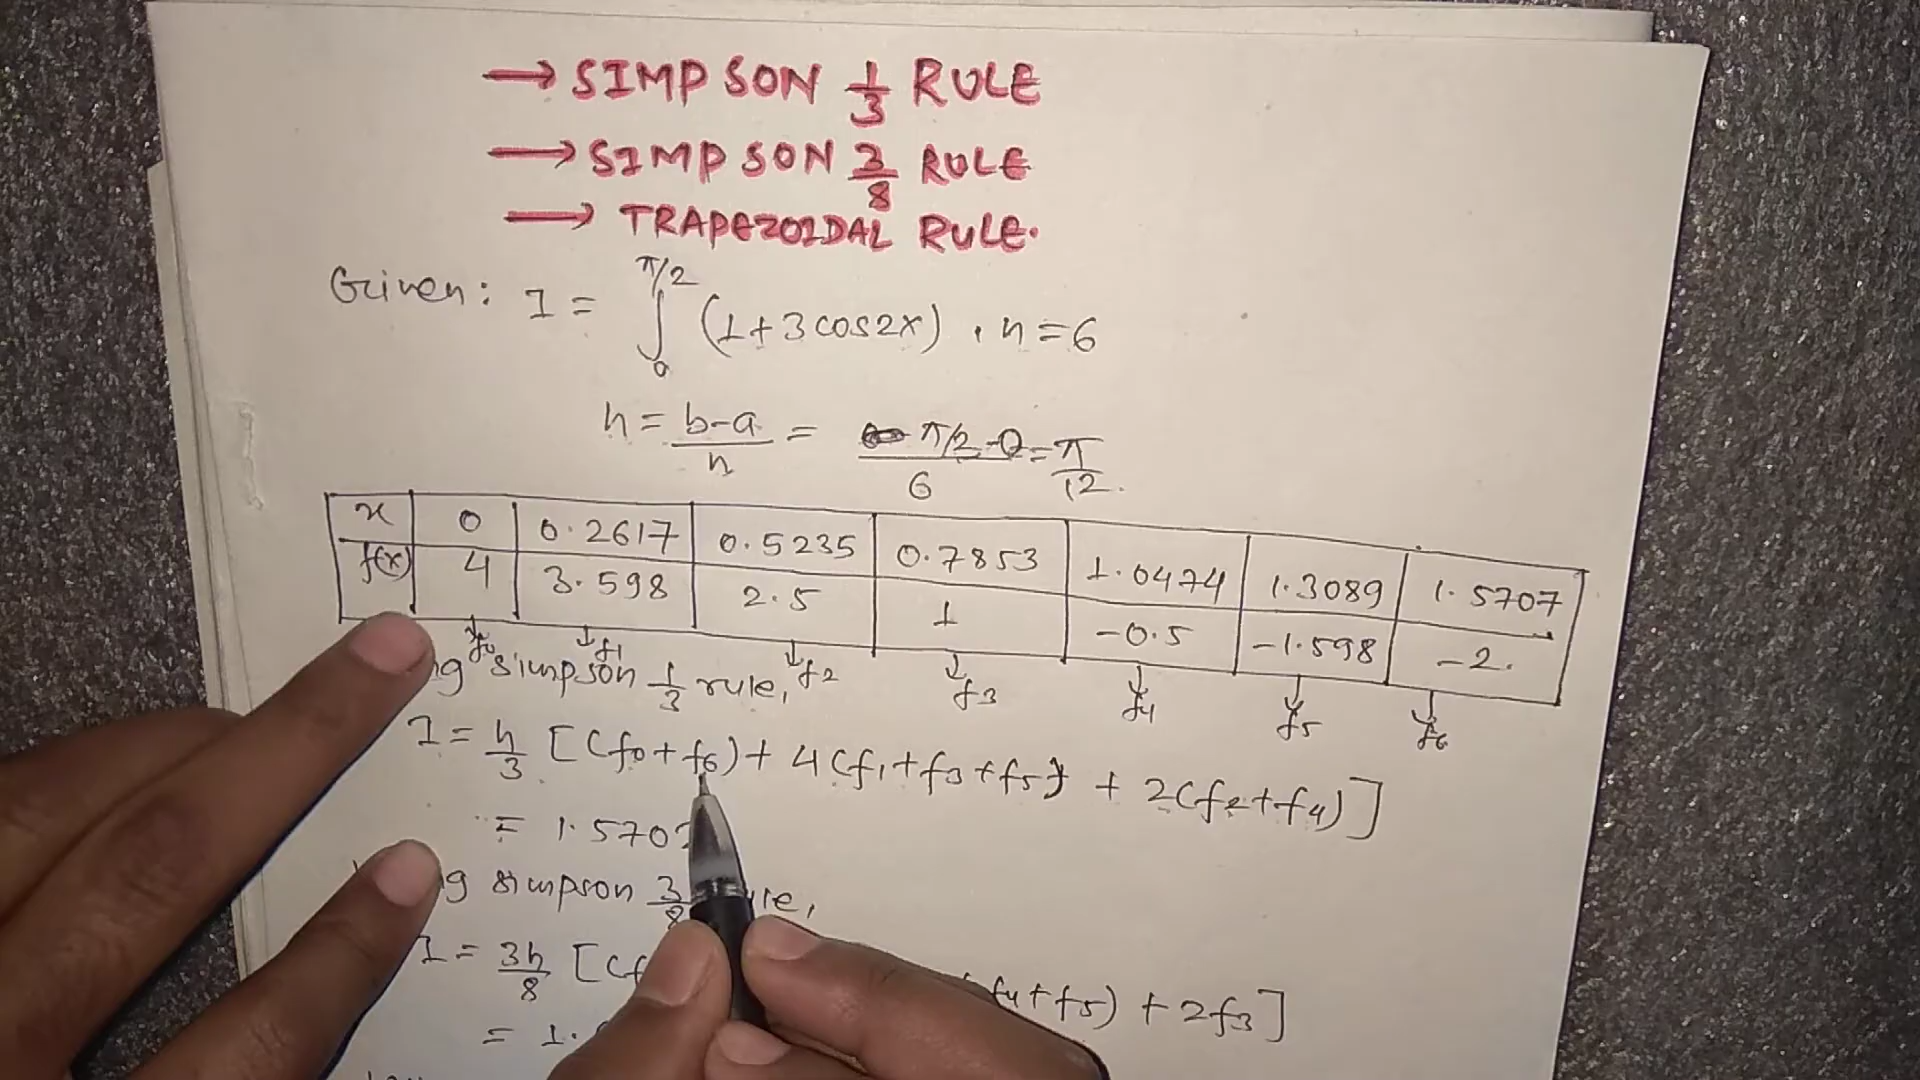 → SIMPSON 1/3 RULE
→ SIMPSON 3/8 RULE
→ TRAPEZOIDAL RULE.
Given: I = ∫₀^π/2 (1+3cos2x) , n=6
h = b-a/n = π/2-0/6 = π/12.
x 0 0.2617 0.5235 0.7853 1.0474 1.3089 1.5707
f(x) 4 3.598 2.5 1 -0.5 -1.598 -2.
f0 f1 f2 f3 f4 f5 f6
simpson 1/3 rule,
I = h/3 [(f0+f6)+ 4(f1+f3+f5) + 2(f2+f4)]
= 1.570
simpson 3/8
I = 3h/8 [(f f4+f5) + 2f3]
= 1.